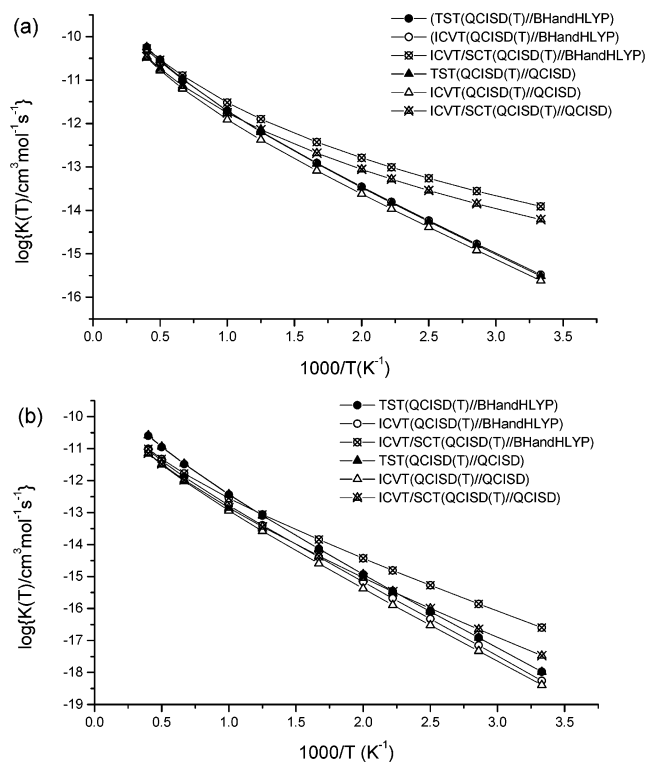 (a)
(TST(QCISD(T)//BHandHLYP)
(ICVT(QCISD(T)//BHandHLYP)
ICVT/SCT(QCISD(T)//BHandHLYP)
TST(QCISD(T)//QCISD)
ICVT(QCISD(T)//QCISD)
ICVT/SCT(QCISD(T)//QCISD)
log{K(T)/cm³mol⁻¹s⁻¹}
-10
-11
-12
-13
-14
-15
-16
0.0 0.5 1.0 1.5 2.0 2.5 3.0 3.5
1000/T(K⁻¹)
(b)
TST(QCISD(T)//BHandHLYP)
ICVT(QCISD(T)//BHandHLYP)
ICVT/SCT(QCISD(T)//BHandHLYP)
TST(QCISD(T)//QCISD)
ICVT(QCISD(T)//QCISD)
ICVT/SCT(QCISD(T)//QCISD)
log{K(T)/cm³mol⁻¹s⁻¹}
-10
-11
-12
-13
-14
-15
-16
-17
-18
-19
0.0 0.5 1.0 1.5 2.0 2.5 3.0 3.5
1000/T (K⁻¹)